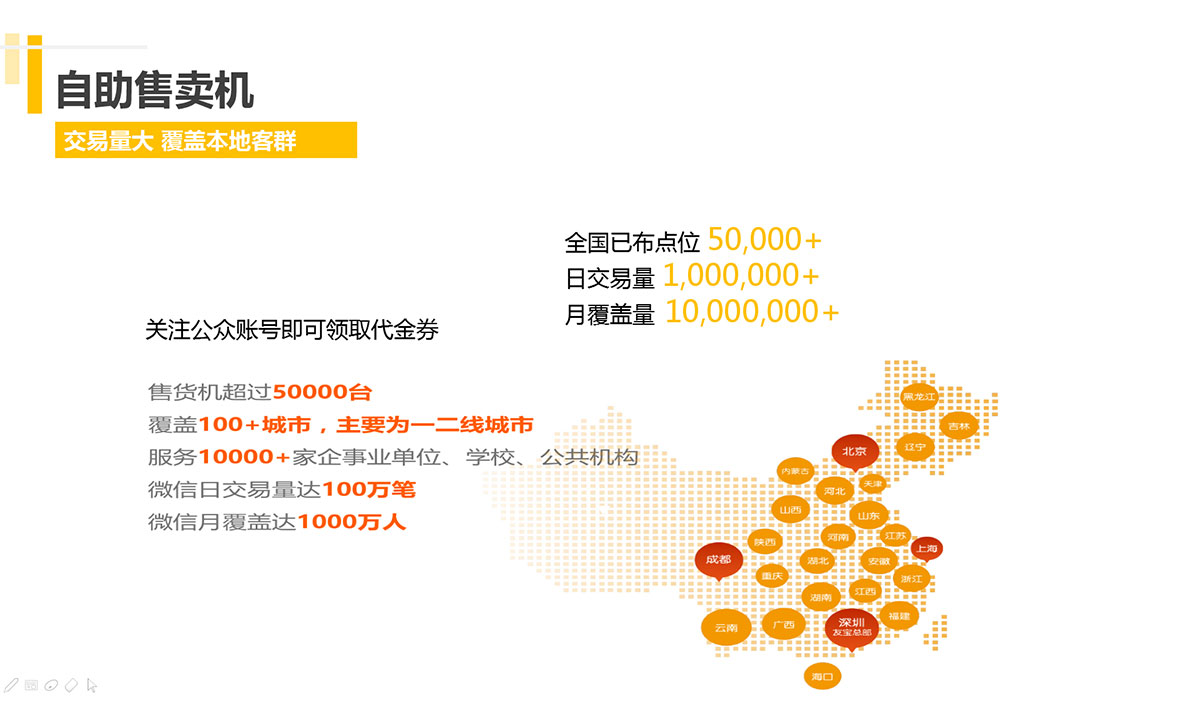 自助售卖机
交易量大 覆盖本地客群
全国已布点位 50,000+
日交易量 1,000,000+
月覆盖量 10,000,000+
关注公众账号即可领取代金券
售货机超过50000台
覆盖100+城市，主要为一二线城市
服务10000+家企事业单位、学校、公共机构
微信日交易量达100万笔
微信月覆盖达1000万人
黑龙江
吉林
辽宁
北京
内蒙古
天津
河北
山西
山东
陕西
河南
江苏
上海
成都
湖北
安徽
重庆
浙江
江西
湖南
福建
云南
广西
深圳
友宝总部
海口